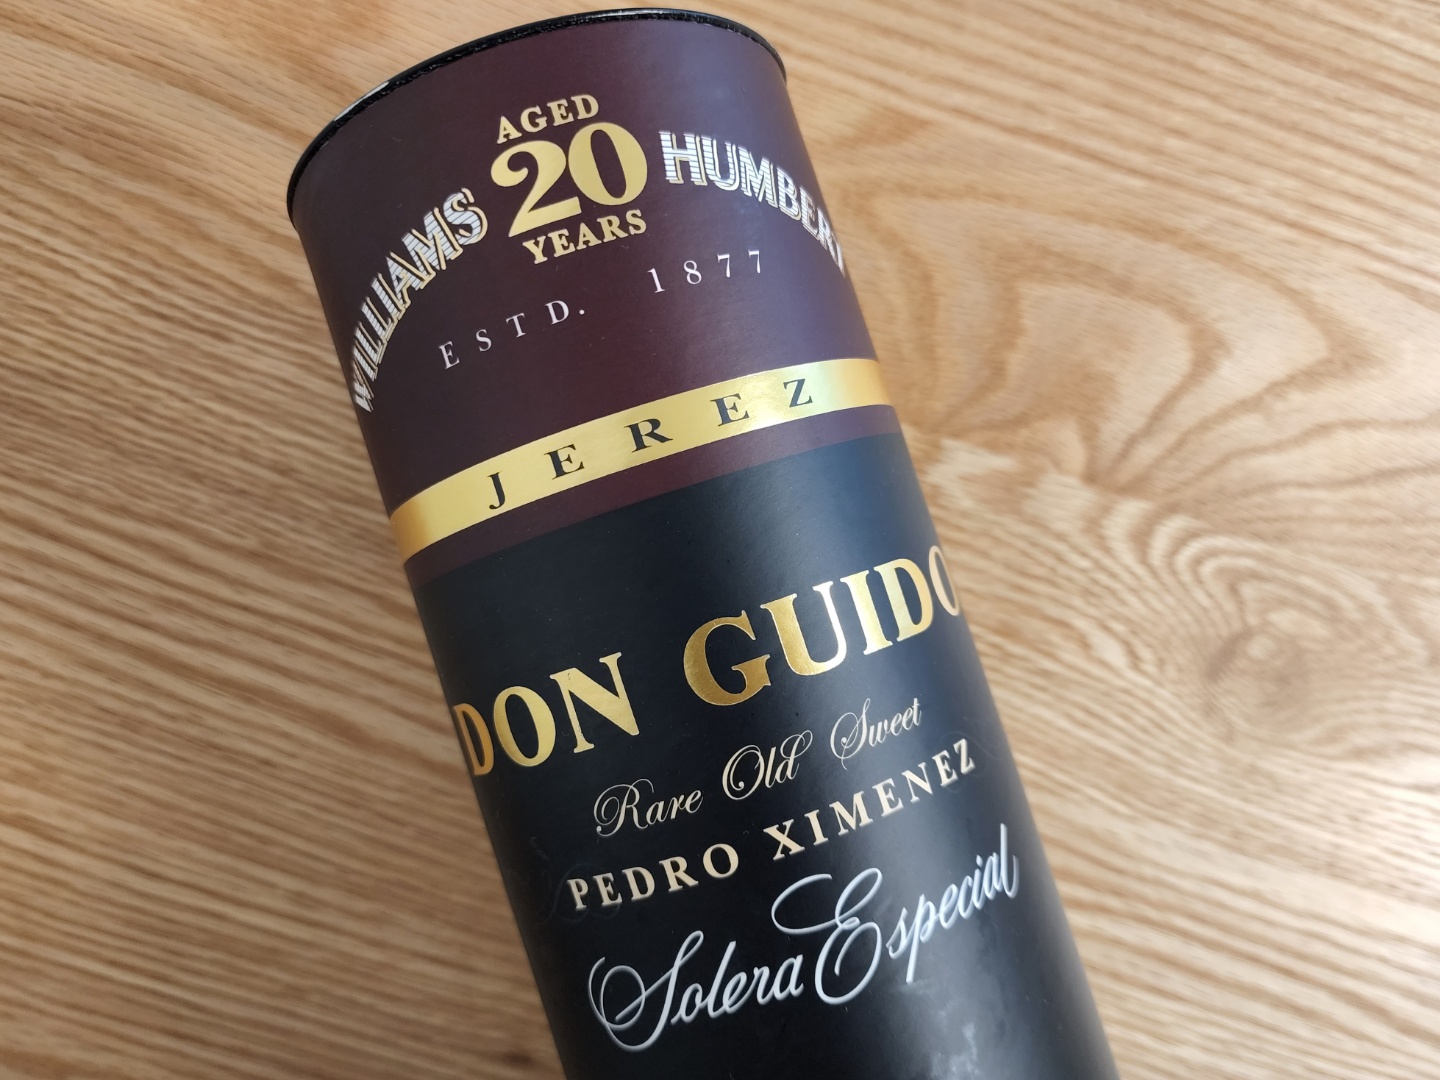 AGED
20
YEARS
WILLIAMS HUMBERT
ESTD. 1877
JEREZ
DON GUIDO
Rare Old Sweet
PEDRO XIMENEZ
Solera Especial